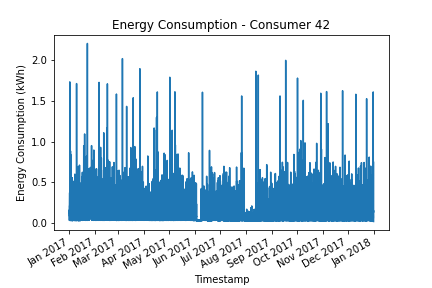 Energy Consumption - Consumer 42
Energy Consumption (kWh)
2.0
1.5
1.0
0.5
0.0
Jan 2017
Feb 2017
Mar 2017
Apr 2017
May 2017
Jun 2017
Jul 2017
Aug 2017
Sep 2017
Oct 2017
Nov 2017
Dec 2017
Jan 2018
Timestamp